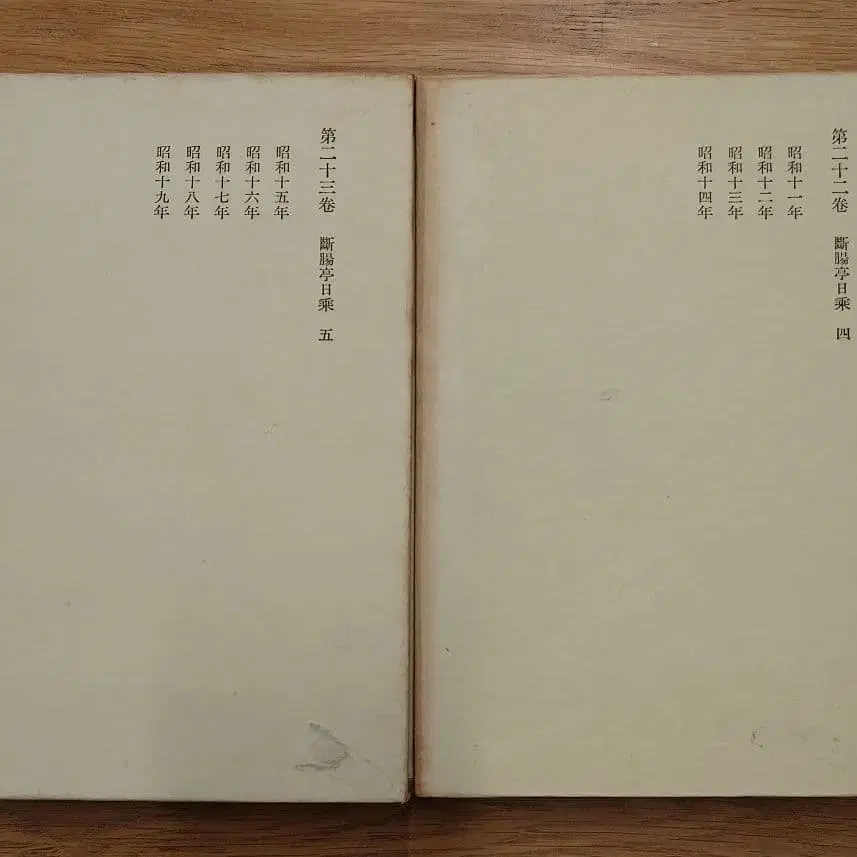 第二十二卷 斷腸亭日乘 四
昭和十一年
昭和十二年
昭和十三年
昭和十四年
第二十三卷 斷腸亭日乘 五
昭和十五年
昭和十六年
昭和十七年
昭和十八年
昭和十九年